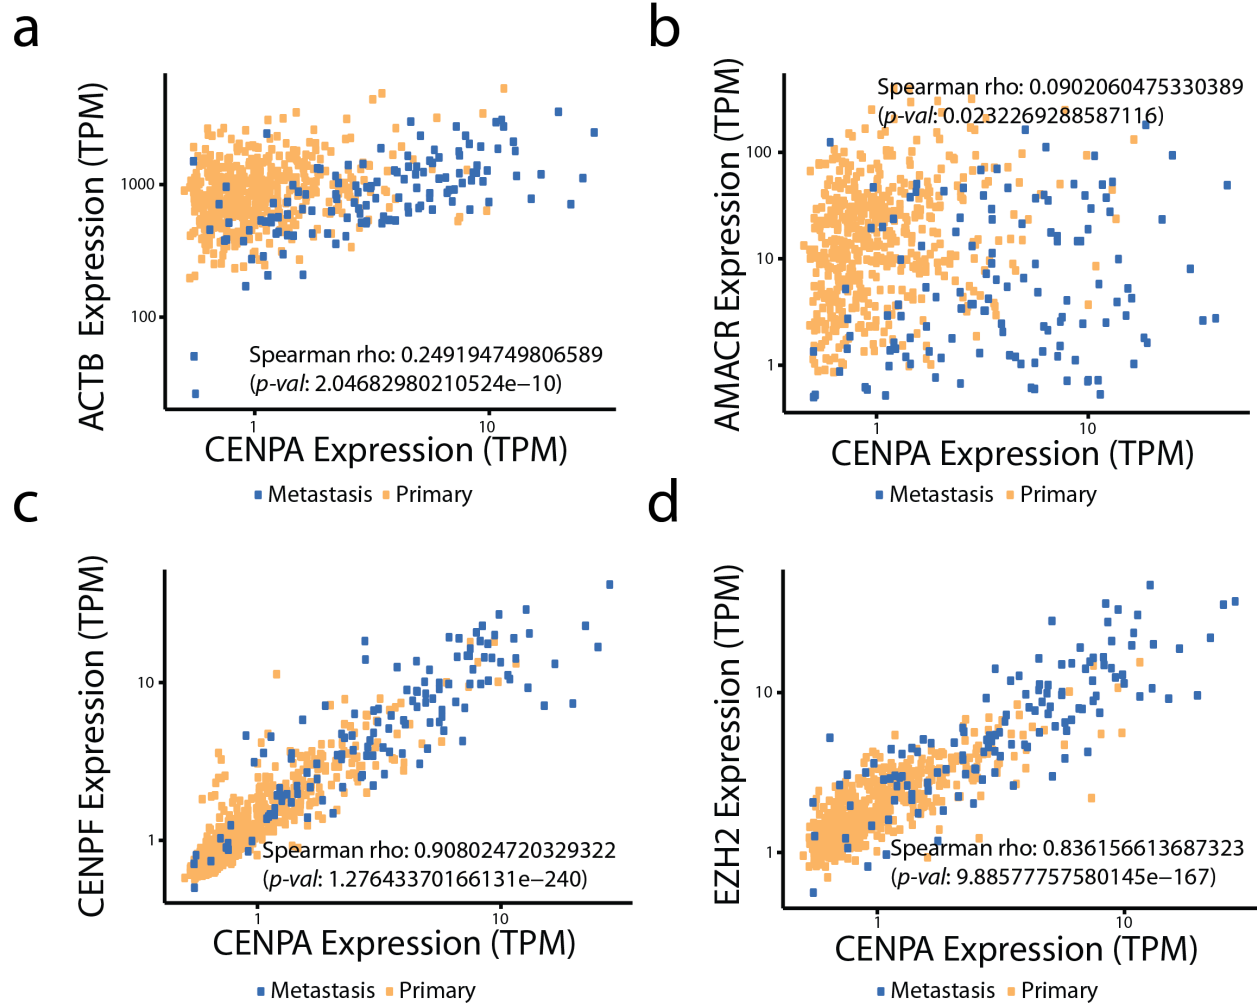 a
ACTB Expression (TPM)
1000
100
Spearman rho: 0.249194749806589
(p-val: 2.04682980210524e−10)
1
10
CENPA Expression (TPM)
Metastasis
Primary
b
AMACR Expression (TPM)
Spearman rho: 0.0902060475330389
(p-val: 0.0232269288587116)
100
10
1
1
10
CENPA Expression (TPM)
Metastasis
Primary
c
CENPF Expression (TPM)
10
1
Spearman rho: 0.908024720329322
(p-val: 1.27643370166131e−240)
1
10
CENPA Expression (TPM)
Metastasis
Primary
d
EZH2 Expression (TPM)
10
1
Spearman rho: 0.836156613687323
(p-val: 9.88577757580145e−167)
1
10
CENPA Expression (TPM)
Metastasis
Primary